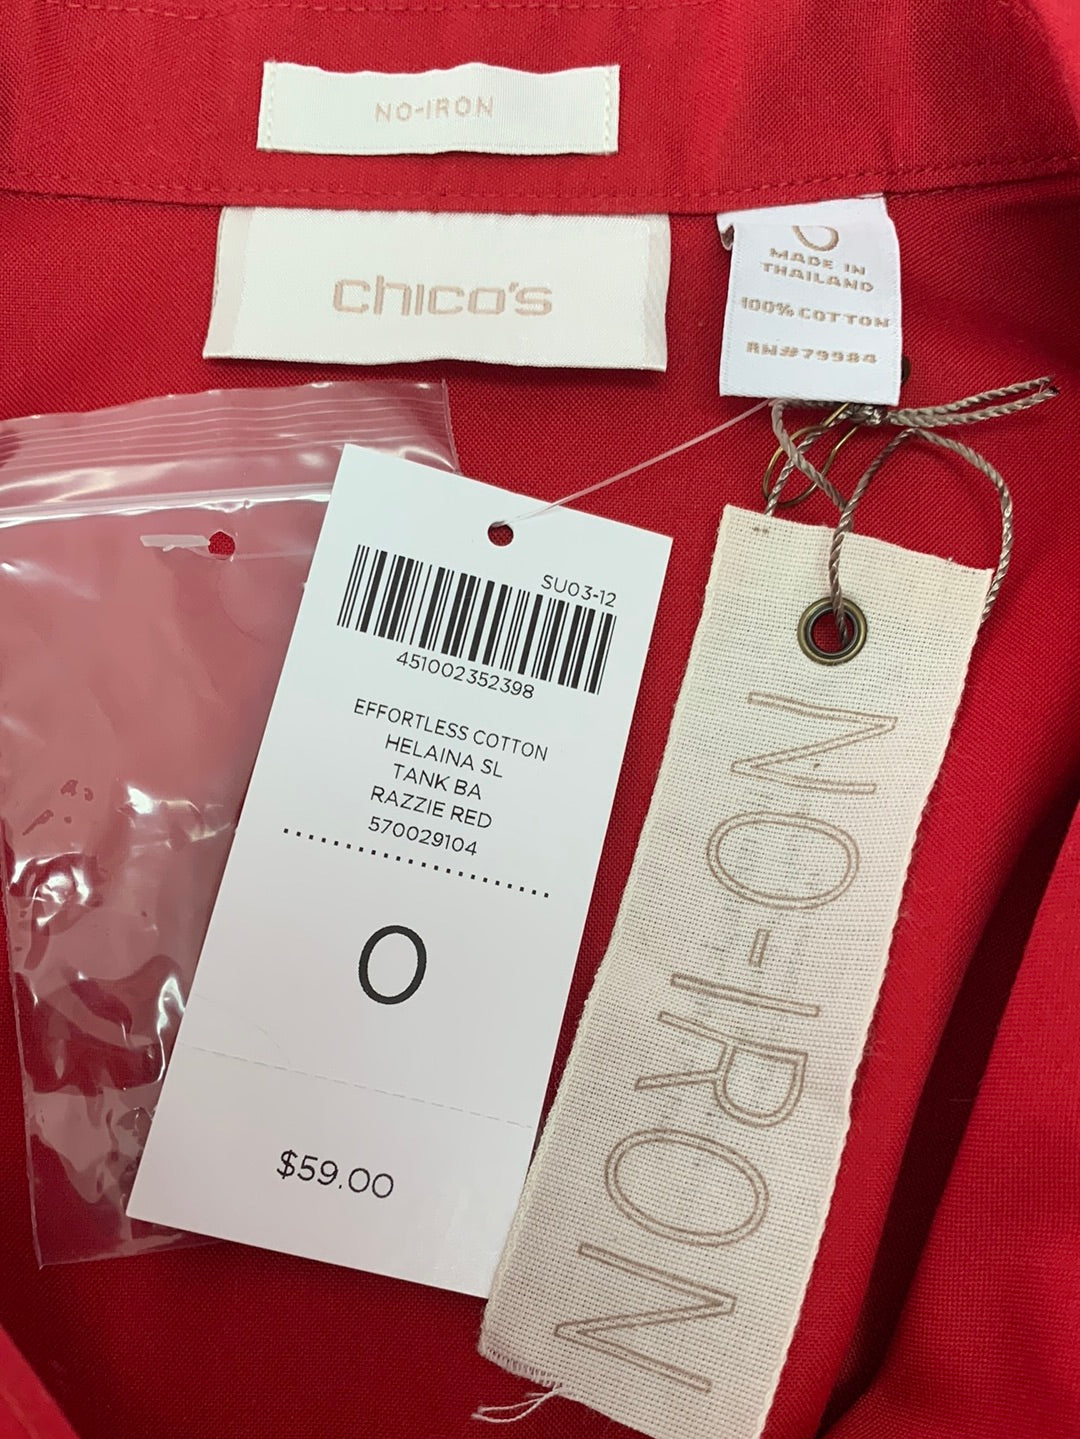 NO-IRON
chico's
0
MADE IN
THAILAND
100% COTTON
RN#79984
SU03-12
451002352398
EFFORTLESS COTTON
HELAINA SL
TANK BA
RAZZIE RED
570029104
0
$59.00
NO-IRON